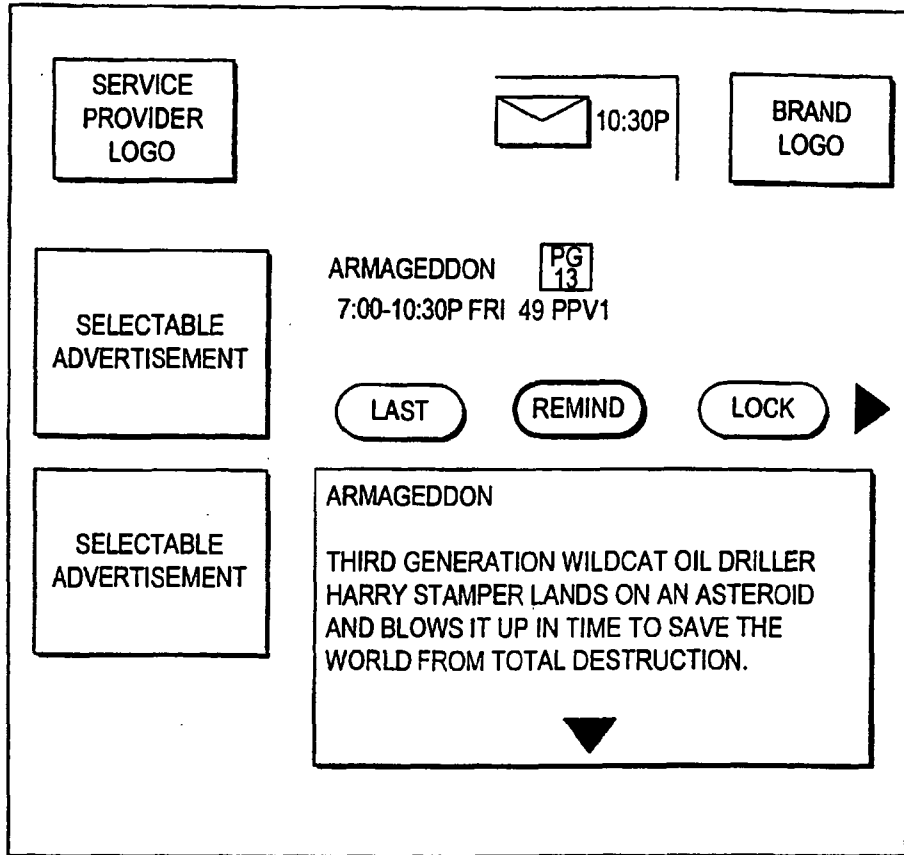 SERVICE
PROVIDER
LOGO
10:30P
BRAND
LOGO
SELECTABLE
ADVERTISEMENT
ARMAGEDDON PG
13
7:00-10:30P FRI 49 PPV1
LAST REMIND LOCK
SELECTABLE
ADVERTISEMENT
ARMAGEDDON
THIRD GENERATION WILDCAT OIL DRILLER
HARRY STAMPER LANDS ON AN ASTEROID
AND BLOWS IT UP IN TIME TO SAVE THE
WORLD FROM TOTAL DESTRUCTION.